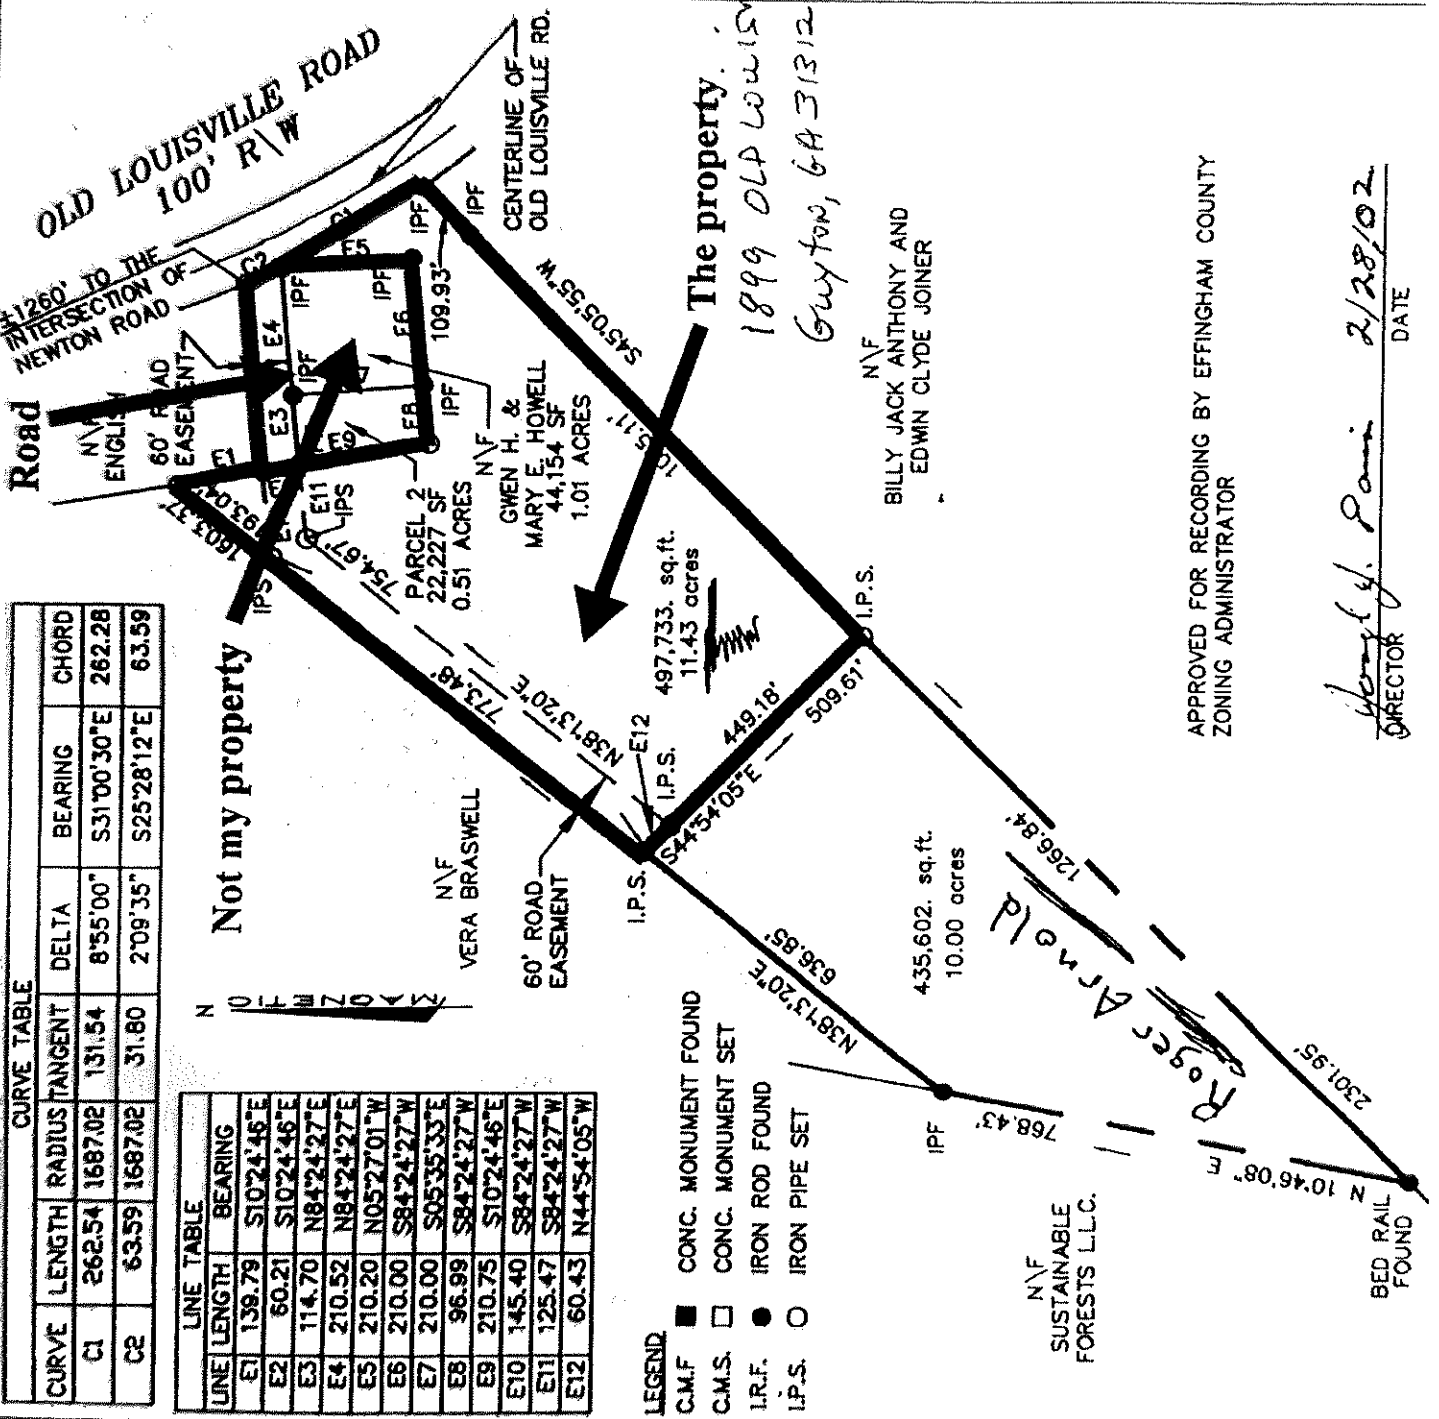 CURVE TABLE
CURVE LENGTH RADIUS TANGENT DELTA BEARING CHORD
C1 262.54 1687.02 131.54 8°55'00" S31°00'30"E 262.28
C2 63.59 1687.02 31.80 2°09'35" S25°28'12"E 63.59
LINE TABLE
LINE LENGTH BEARING
E1 139.79 S10°24'46"E
E2 60.21 S10°24'46"E
E3 114.70 N84°24'27"E
E4 210.52 N84°24'27"E
E5 210.20 N05°27'01"W
E6 210.00 S84°24'27"W
E7 210.00 S05°35'33"E
E8 96.99 S84°24'27"W
E9 210.75 S10°24'46"E
E10 145.40 S84°24'27"W
E11 125.47 S84°24'27"W
E12 60.43 N44°54'05"W
LEGEND
C.M.F ■ CONC. MONUMENT FOUND
C.M.S. □ CONC. MONUMENT SET
I.R.F. ● IRON ROD FOUND
I.P.S. ○ IRON PIPE SET
N
Road
Not my property
The property.
1899 OLD
Guyton, GA 31312
OLD LOUISVILLE ROAD
100' R\W
±1260' TO THE
INTERSECTION OF
NEWTON ROAD
CENTERLINE OF
OLD LOUISVILLE RD.
N\F
ENGLISH
60' ROAD
EASEMENT
C2
C1
E5
E4
E3
E6
E8
E9
E1
E11
IPS
IPS
IPF
IPF
IPF
IPF
IPF
IPF
109.93'
1603.37'
754.67'
773.48'
N38°13'20"E
S45°05'55"W
PARCEL 2
22,227 SF
0.51 ACRES
N\F
GWEN H. &
MARY E. HOWELL
44,154 SF
1.01 ACRES
497,733. sq.ft.
11.43 acres
N\F
BILLY JACK ANTHONY AND
EDWIN CLYDE JOINER
N\F
VERA BRASWELL
60' ROAD
EASEMENT
I.P.S.
E12
I.P.S.
I.P.S.
449.18'
S44°54'05"E
509.61'
435,602. sq.ft.
10.00 acres
Roger Arnold
N38°13'20"E
636.85'
1266.84'
2301.95'
IPF
768.43'
N 10°46'08" E
N\F
SUSTAINABLE
FORESTS L.L.C.
BED RAIL
FOUND
APPROVED FOR RECORDING BY EFFINGHAM COUNTY
ZONING ADMINISTRATOR
2/28/02
DIRECTOR DATE